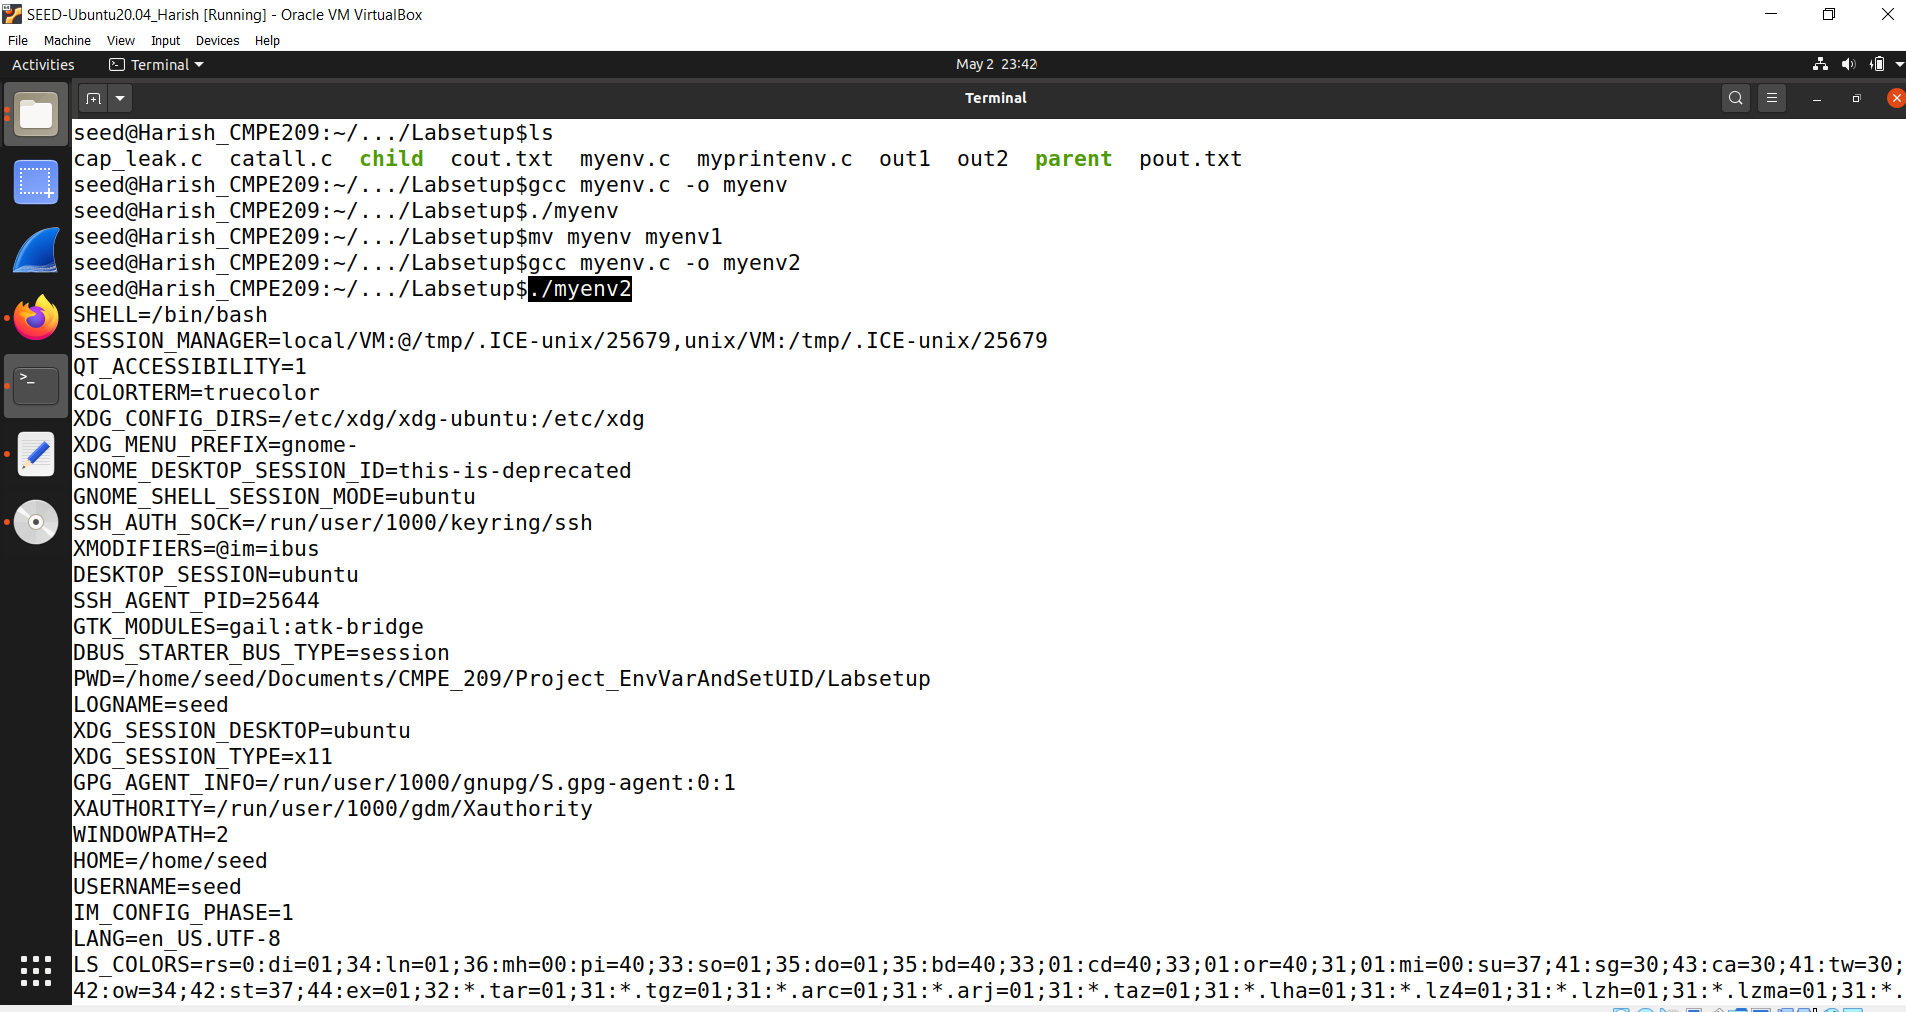 SEED-Ubuntu20.04_Harish [Running] - Oracle VM VirtualBox
File Machine View Input Devices Help
Activities Terminal May 2 23:42
Terminal
seed@Harish_CMPE209:~/.../Labsetup$ls
cap_leak.c catall.c child cout.txt myenv.c myprintenv.c out1 out2 parent pout.txt
seed@Harish_CMPE209:~/.../Labsetup$gcc myenv.c -o myenv
seed@Harish_CMPE209:~/.../Labsetup$./myenv
seed@Harish_CMPE209:~/.../Labsetup$mv myenv myenv1
seed@Harish_CMPE209:~/.../Labsetup$gcc myenv.c -o myenv2
seed@Harish_CMPE209:~/.../Labsetup$./myenv2
SHELL=/bin/bash
SESSION_MANAGER=local/VM:@/tmp/.ICE-unix/25679,unix/VM:/tmp/.ICE-unix/25679
QT_ACCESSIBILITY=1
COLORTERM=truecolor
XDG_CONFIG_DIRS=/etc/xdg/xdg-ubuntu:/etc/xdg
XDG_MENU_PREFIX=gnome-
GNOME_DESKTOP_SESSION_ID=this-is-deprecated
GNOME_SHELL_SESSION_MODE=ubuntu
SSH_AUTH_SOCK=/run/user/1000/keyring/ssh
XMODIFIERS=@im=ibus
DESKTOP_SESSION=ubuntu
SSH_AGENT_PID=25644
GTK_MODULES=gail:atk-bridge
DBUS_STARTER_BUS_TYPE=session
PWD=/home/seed/Documents/CMPE_209/Project_EnvVarAndSetUID/Labsetup
LOGNAME=seed
XDG_SESSION_DESKTOP=ubuntu
XDG_SESSION_TYPE=x11
GPG_AGENT_INFO=/run/user/1000/gnupg/S.gpg-agent:0:1
XAUTHORITY=/run/user/1000/gdm/Xauthority
WINDOWPATH=2
HOME=/home/seed
USERNAME=seed
IM_CONFIG_PHASE=1
LANG=en_US.UTF-8
LS_COLORS=rs=0:di=01;34:ln=01;36:mh=00:pi=40;33:so=01;35:do=01;35:bd=40;33;01:cd=40;33;01:or=40;31;01:mi=00:su=37;41:sg=30;43:ca=30;41:tw=30;
42:ow=34;42:st=37;44:ex=01;32:*.tar=01;31:*.tgz=01;31:*.arc=01;31:*.arj=01;31:*.taz=01;31:*.lha=01;31:*.lz4=01;31:*.lzh=01;31:*.lzma=01;31:*.